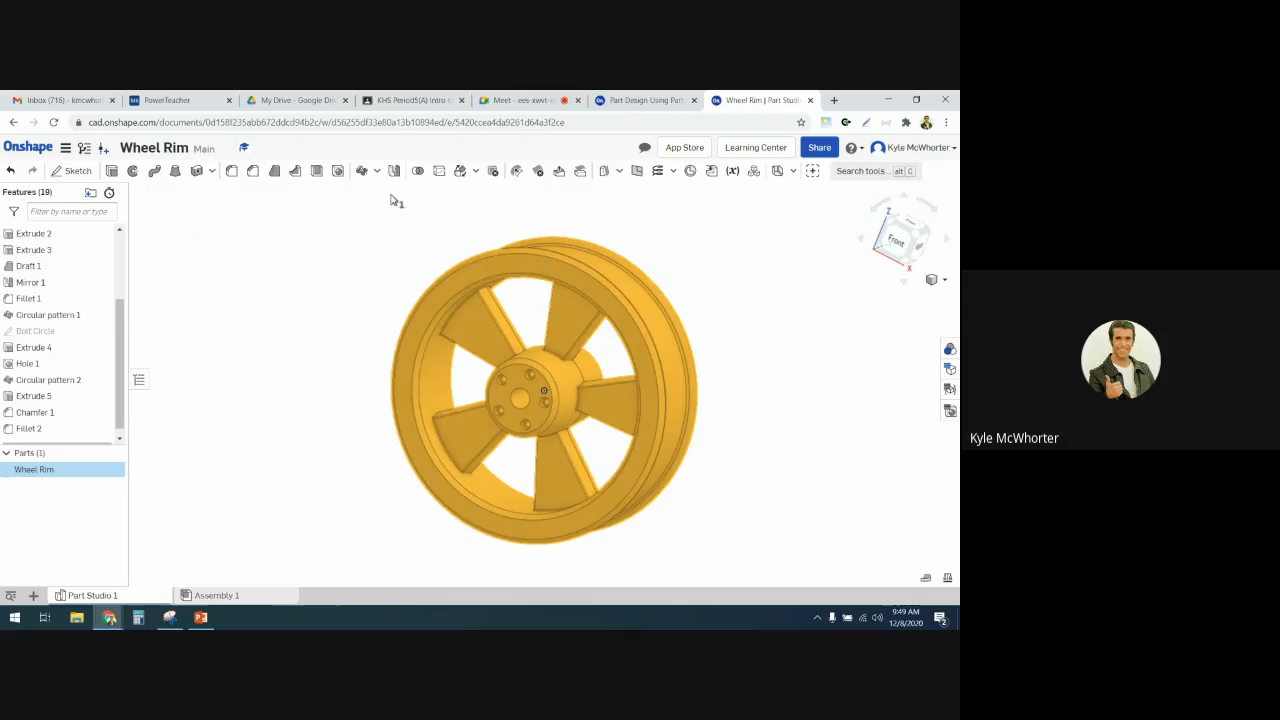 Inbox (716) - kmcwhor
PowerTeacher
My Drive - Google Dri
KHS Period5(A) Intro t
Meet - ees-xwvt-x
Part Design Using Par
Wheel Rim | Part Studi
cad.onshape.com/documents/0d158f235abb672ddcd94b2c/w/d56255df33e80a13b10894ed/e/5420ccea4da9261d64a3f2ce
Onshape
Wheel Rim Main
App Store
Learning Center
Share
Kyle McWhorter
Sketch
Search tools... alt C
Features (19)
Filter by name or type
Extrude 2
Extrude 3
Draft 1
Mirror 1
Fillet 1
Circular pattern 1
Bolt Circle
Extrude 4
Hole 1
Circular pattern 2
Extrude 5
Chamfer 1
Fillet 2
Parts (1)
Wheel Rim
Z
Front
X
Kyle McWhorter
Part Studio 1
Assembly 1
9:49 AM
12/8/2020